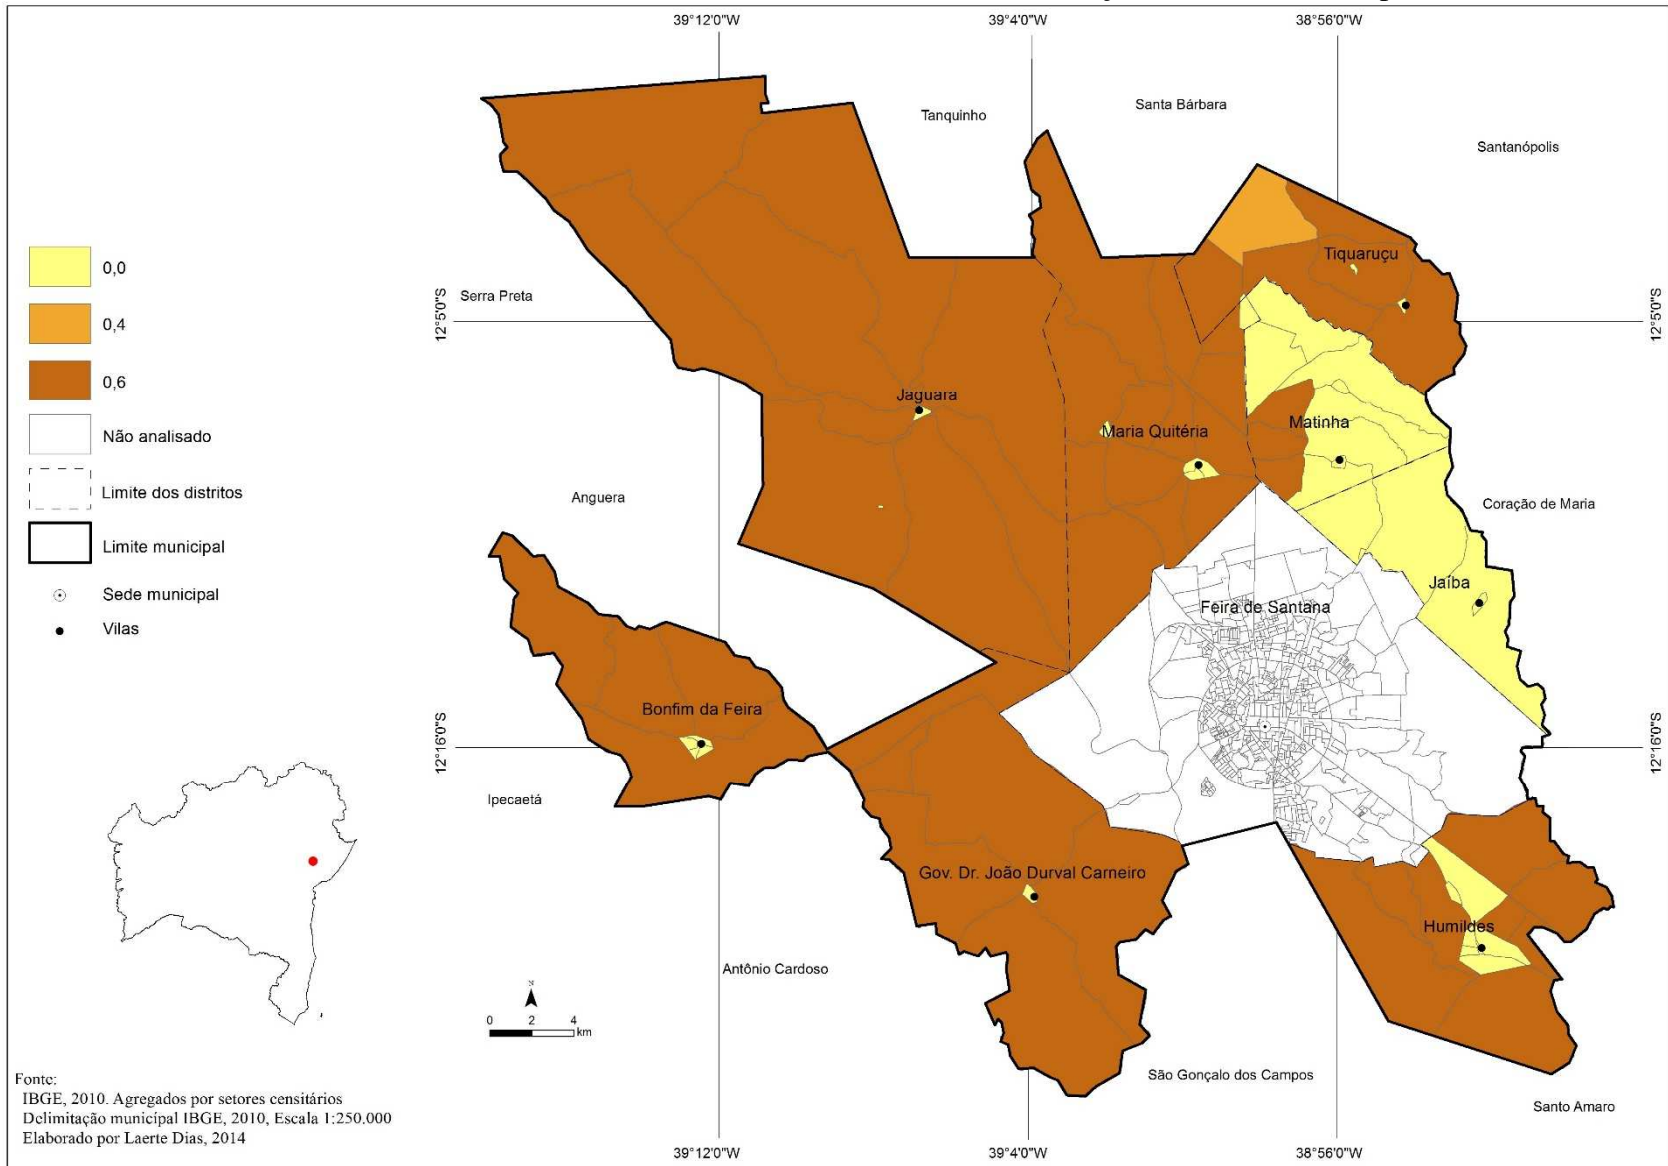 39°12'0"W
39°4'0"W
38°56'0"W
Tanquinho
Santa Bárbara
Santanópolis
Tiquaruçu
0,0
0,4
0,6
Não analisado
Limite dos distritos
Limite municipal
Sede municipal
Vilas
Serra Preta
12°5'0"S
12°5'0"S
Jaguara
Maria Quitéria
Matinha
Anguera
Coração de Maria
Jaíba
Feira de Santana
Bonfim da Feira
12°16'0"S
12°16'0"S
Ipecaetá
Gov. Dr. João Durval Carneiro
Humildes
Antônio Cardoso
N
0 2 4
km
São Gonçalo dos Campos
Santo Amaro
Fonte:
IBGE, 2010. Agregados por setores censitários
Delimitação municipal IBGE, 2010, Escala 1:250.000
Elaborado por Laerte Dias, 2014
39°12'0"W
39°4'0"W
38°56'0"W